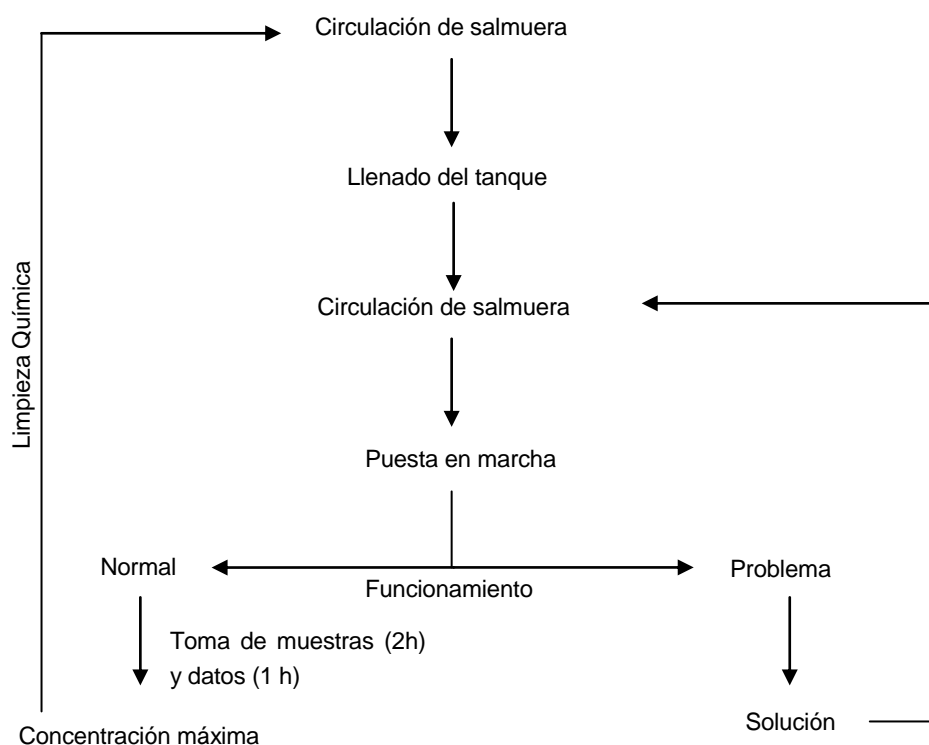 Circulación de salmuera
Llenado del tanque
Limpieza Química
Circulación de salmuera
Puesta en marcha
Normal
Funcionamiento
Problema
Toma de muestras (2h)
y datos (1 h)
Concentración máxima
Solución